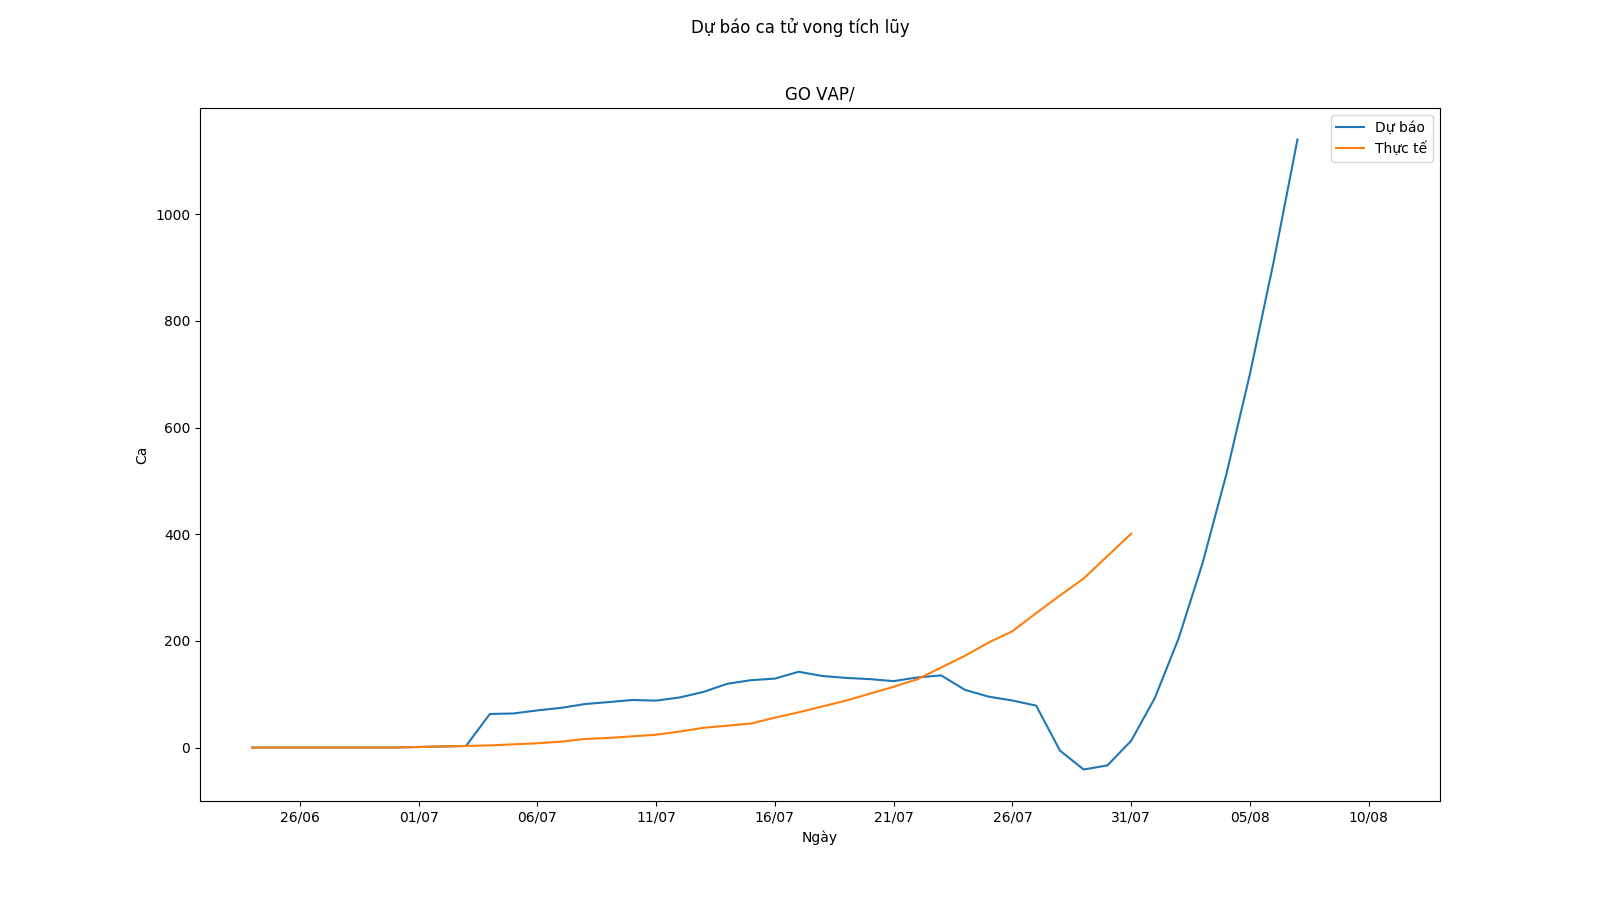 Dự báo ca tử vong tích lũy
GO VAP/
Dự báo
Thực tế
1000
800
600
400
200
0
Ca
26/06
01/07
06/07
11/07
16/07
21/07
26/07
31/07
05/08
10/08
Ngày